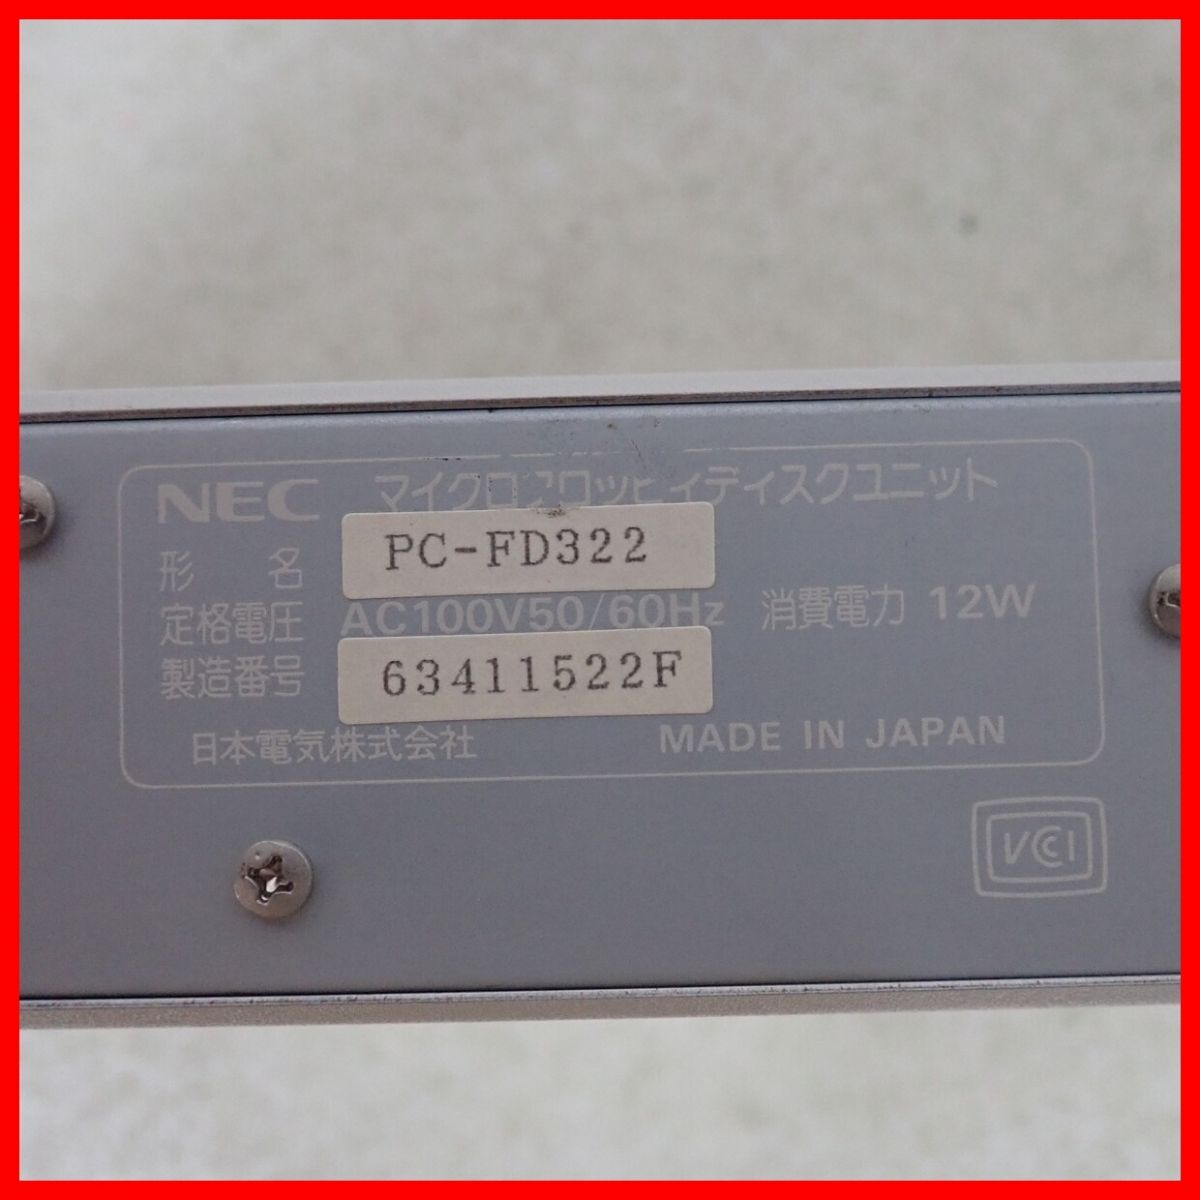 NEC マイクロフロッピィディスクユニット
形 名 PC-FD322
定格電圧 AC100V50/60Hz 消費電力 12W
製造番号 63411522F
日本電気株式会社 MADE IN JAPAN
VCCI